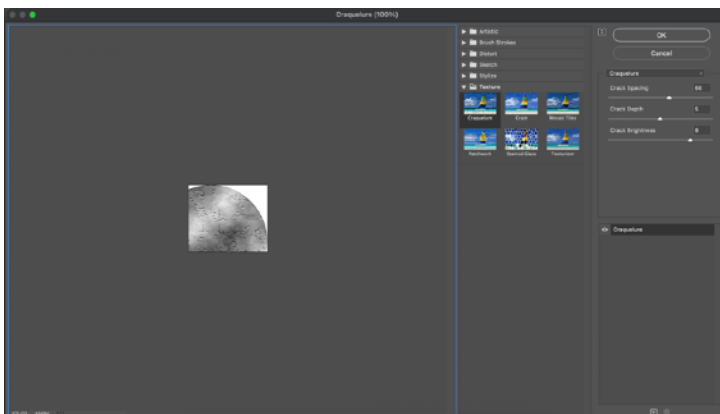 Craquelure (100%)
Artistic
Brush Strokes
Distort
Sketch
Stylize
Texture
Craquelure
Grain
Mosaic Tiles
Patchwork
Stained Glass
Texturizer
OK
Cancel
Craquelure
Crack Spacing
Crack Depth
5
Crack Brightness
Craquelure